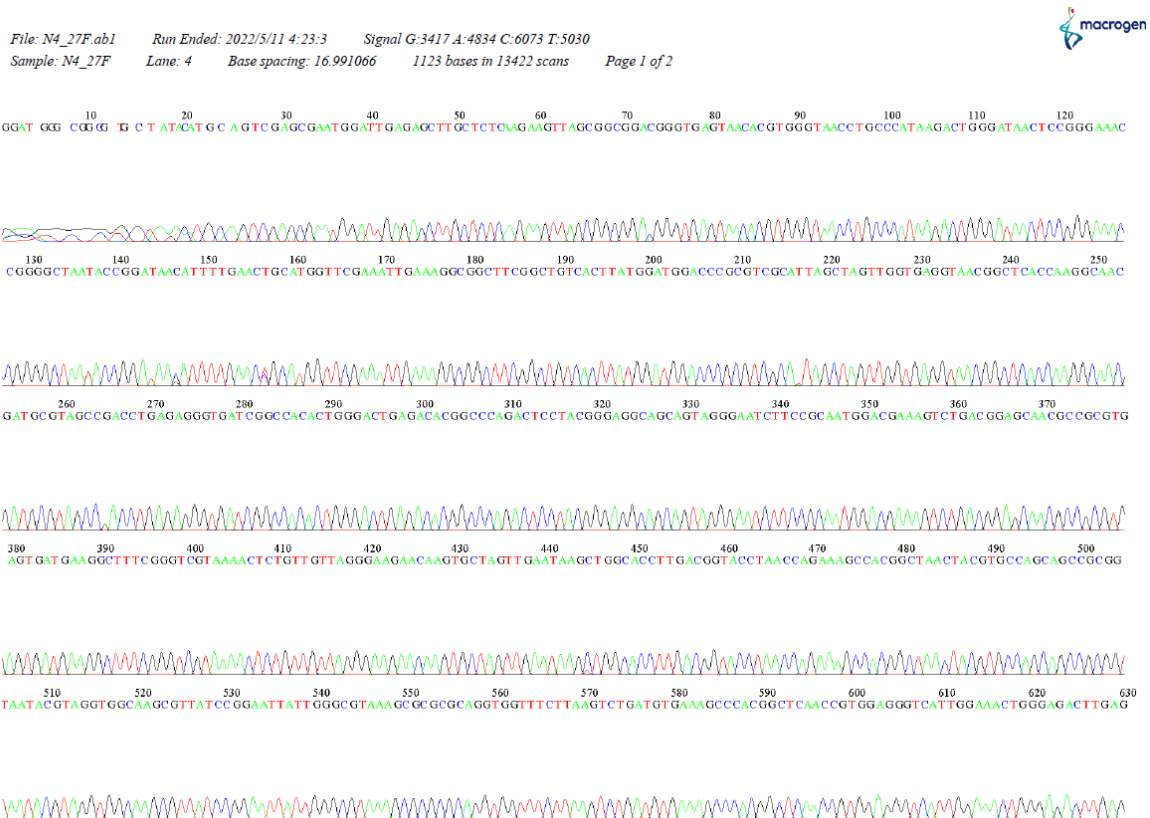 macrogen
File: N4_27F.ab1 Run Ended: 2022/5/11 4:23:3 Signal G:3417 A:4834 C:6073 T:5030
Sample: N4_27F Lane: 4 Base spacing: 16.991066 1123 bases in 13422 scans Page 1 of 2
10 20 30 40 50 60 70 80 90 100 110 120
GGAT GGG CGGCG TG C T ATACATGC AGTCGAGCGAATGGATTGAGAGCTTGCTCTCAAGAAGTTAGCGGCGGACGGGTGAGTAACACGTGGGTAACCTGCCCATAAGACTGGGATAACTCCGGGAAAC
130 140 150 160 170 180 190 200 210 220 230 240 250
CGGGGCTAATACCGGATAACATTTTGAACTGCATGGTTCGAAATTGAAAGGCGGCTTCGGCTGTCACTTATGGATGGACCCGCGTCGCATTAGCTAGTTGGTGAGGTAACGGCTCACCAAGGCAAC
260 270 280 290 300 310 320 330 340 350 360 370
GATGCGTAGCCGACCTGAGAGGGTGATCGGCCACACTGGGACTGAGACACGGCCCAGACTCCTACGGGAGGCAGCAGTAGGGAATCTTCCGCAATGGACGAAAGTCTGACGGAGCAACGCCGCGTG
380 390 400 410 420 430 440 450 460 470 480 490 500
AGTGATGAAGGCTTTCGGGTCGTAAAACTCTGTTGTTAGGGAAGAACAAGTGCTAGTTGAATAAGCTGGCACCTTGACGGTACCTAACCAGAAAGCCACGGCTAACTACGTGCCAGCAGCCGCGG
510 520 530 540 550 560 570 580 590 600 610 620 630
TAATACGTAGGTGGCAAGCGTTATCCGGAATTATTGGGCGTAAAGCGCGCGCAGGTGGTTTCTTAAGTCTGATGTGAAAGCCCACGGCTCAACCGTGGAGGGTCATTGGAAACTGGGAGACTTGAG